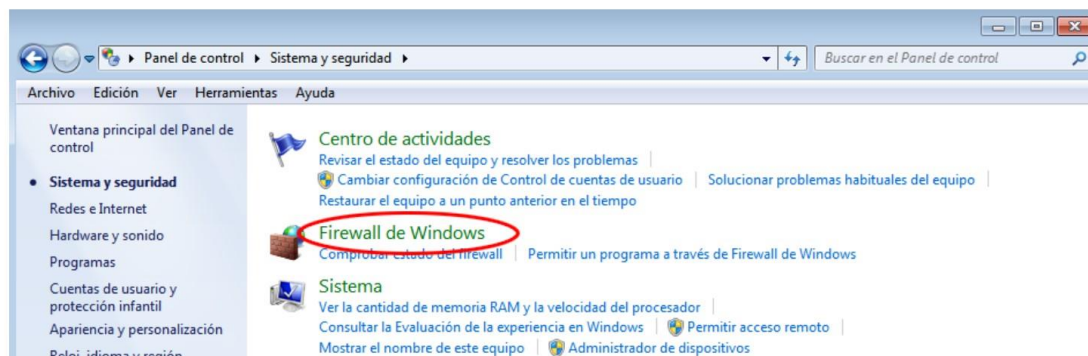 Panel de control Sistema y seguridad Buscar en el Panel de control
Archivo Edición Ver Herramientas Ayuda
Ventana principal del Panel de
control
Sistema y seguridad
Redes e Internet
Hardware y sonido
Programas
Cuentas de usuario y
protección infantil
Apariencia y personalización
Reloj, idioma y región
Centro de actividades
Revisar el estado del equipo y resolver los problemas
Cambiar configuración de Control de cuentas de usuario Solucionar problemas habituales del equipo
Restaurar el equipo a un punto anterior en el tiempo
Firewall de Windows
Comprobar estado del firewall Permitir un programa a través de Firewall de Windows
Sistema
Ver la cantidad de memoria RAM y la velocidad del procesador
Consultar la Evaluación de la experiencia en Windows Permitir acceso remoto
Mostrar el nombre de este equipo Administrador de dispositivos